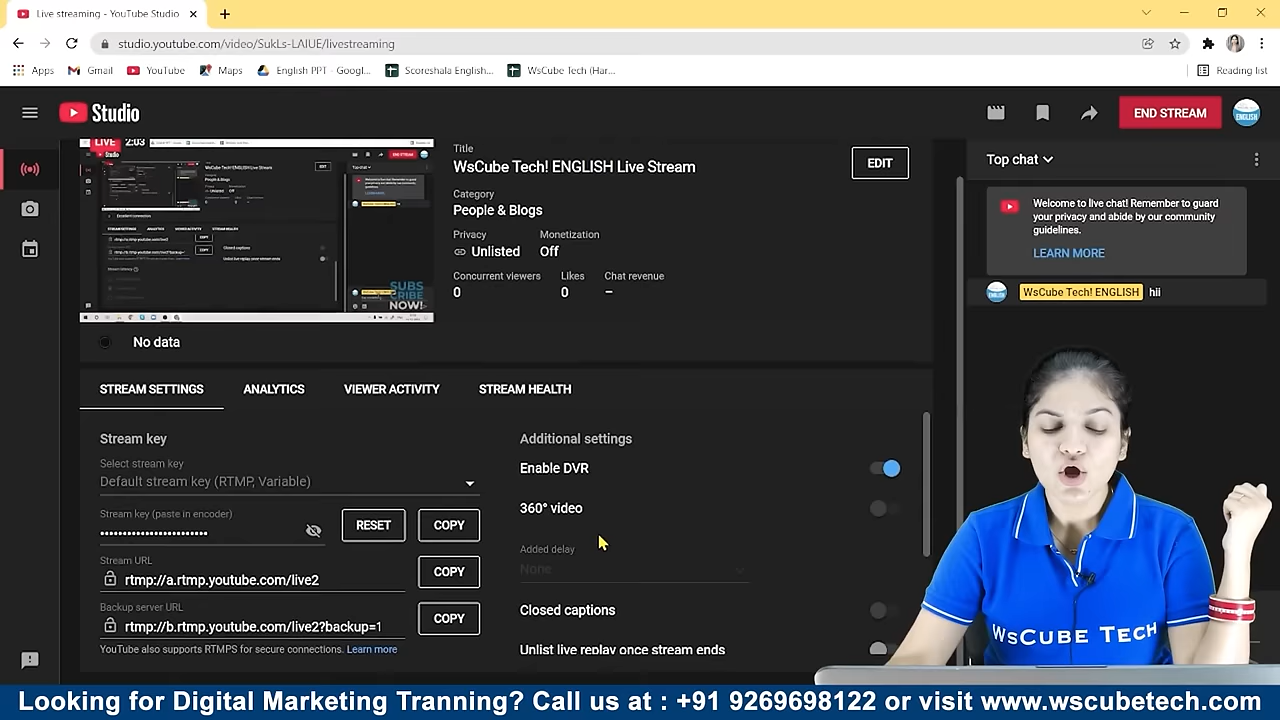 Live streaming - YouTube Studio
studio.youtube.com/video/SukLs-LAIUE/livestreaming
Apps
Gmail
YouTube
Maps
English PPT - Googl...
Scoreshala English...
WsCube Tech (Har...
Reading list
Studio
END STREAM
ENGLISH
LIVE 2:03
SUBSCRIBE
NOW!
Title
WsCube Tech! ENGLISH Live Stream
EDIT
Category
People & Blogs
Privacy
Monetization
Unlisted
Off
Concurrent viewers
Likes
Chat revenue
0
0
–
No data
Top chat
Welcome to live chat! Remember to guard
your privacy and abide by our community
guidelines.
LEARN MORE
WsCube Tech! ENGLISH hii
STREAM SETTINGS
ANALYTICS
VIEWER ACTIVITY
STREAM HEALTH
Stream key
Select stream key
Default stream key (RTMP, Variable)
Stream key (paste in encoder)
••••••••••••••••••••••••
RESET
COPY
Stream URL
rtmp://a.rtmp.youtube.com/live2
COPY
Backup server URL
rtmp://b.rtmp.youtube.com/live2?backup=1
COPY
YouTube also supports RTMPS for secure connections. Learn more
Additional settings
Enable DVR
360° video
Added delay
None
Closed captions
Unlist live replay once stream ends
WSCUBE TECH
Looking for Digital Marketing Tranning? Call us at : +91 9269698122 or visit www.wscubetech.com